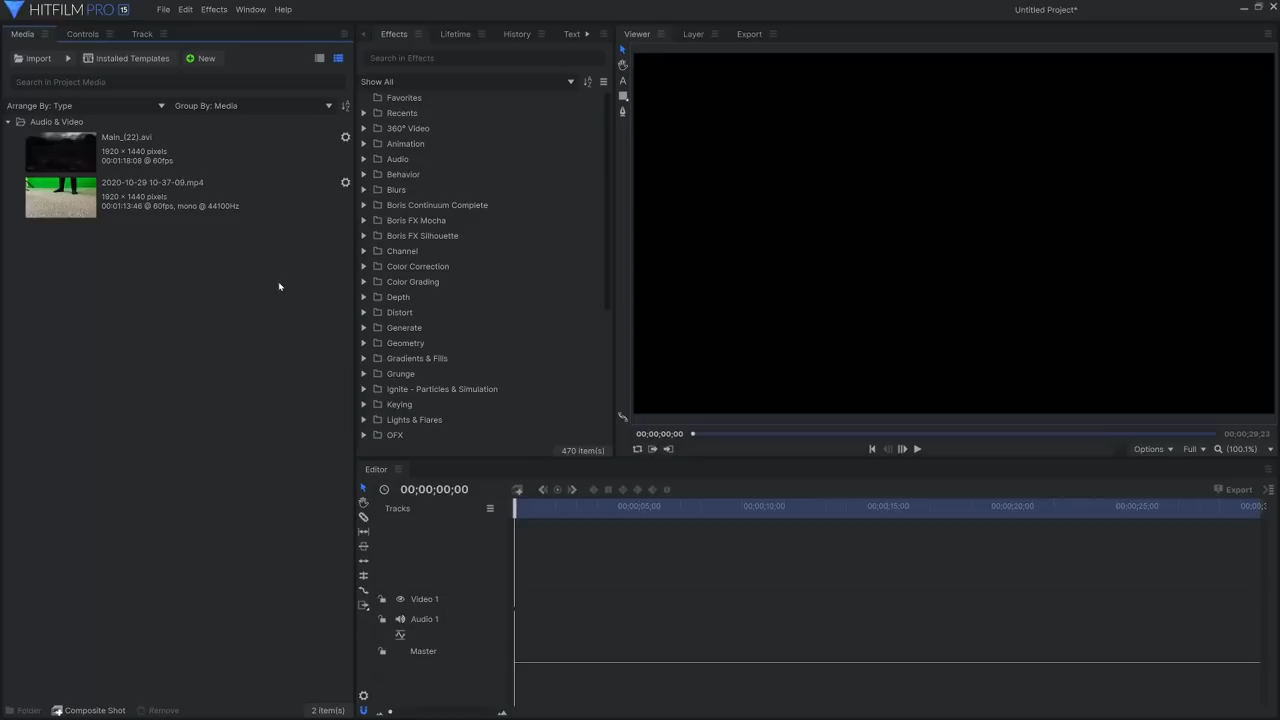 HITFILM PRO 15
File Edit Effects Window Help
Untitled Project*
Media Controls Track
Import Installed Templates New
Search in Project Media
Arrange By: Type Group By: Media
Audio & Video
Main_(22).avi
1920 × 1440 pixels
00:01:18:08 @ 60fps
2020-10-29 10-37-09.mp4
1920 × 1440 pixels
00:01:13:46 @ 60fps, mono @ 44100Hz
Folder Composite Shot Remove 2 item(s)
Effects Lifetime History Text
Search in Effects
Show All
Favorites
Recents
360° Video
Animation
Audio
Behavior
Blurs
Boris Continuum Complete
Boris FX Mocha
Boris FX Silhouette
Channel
Color Correction
Color Grading
Depth
Distort
Generate
Geometry
Gradients & Fills
Grunge
Ignite - Particles & Simulation
Keying
Lights & Flares
OFX
470 item(s)
Viewer Layer Export
A
00;00;00;00 00;00;29;23
Options Full (100.1%)
Editor
00;00;00;00 Export
Tracks 00;00;05;00 00;00;10;00 00;00;15;00 00;00;20;00 00;00;25;00
Video 1
Audio 1
Master